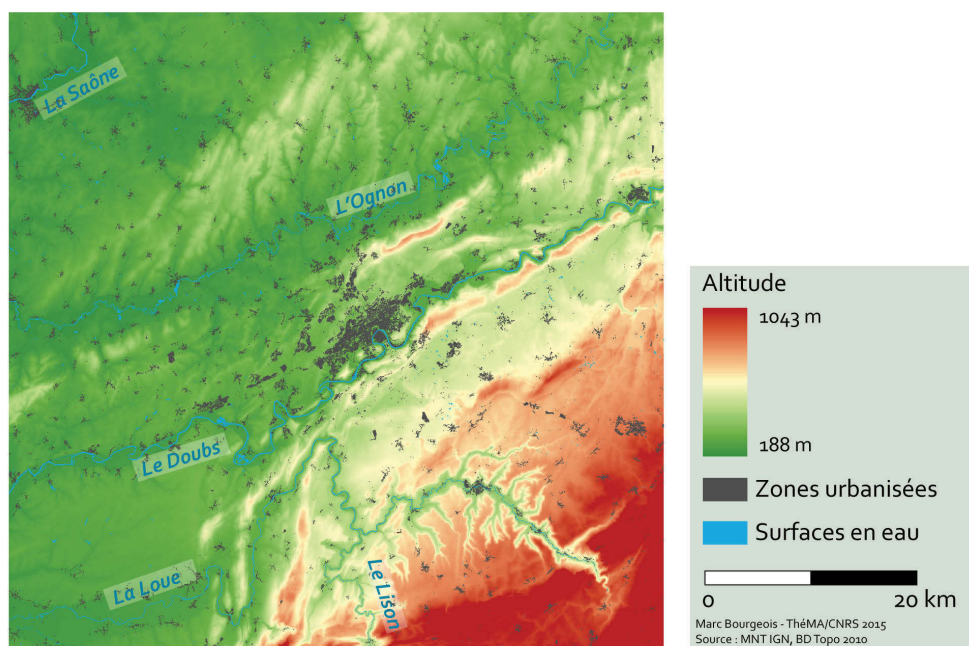 La Saône
L'Ognon
Le Doubs
La Loue
Le Lison
Altitude
1043 m
188 m
Zones urbanisées
Surfaces en eau
0 20 km
Marc Bourgeois - ThéMA/CNRS 2015
Source : MNT IGN, BD Topo 2010